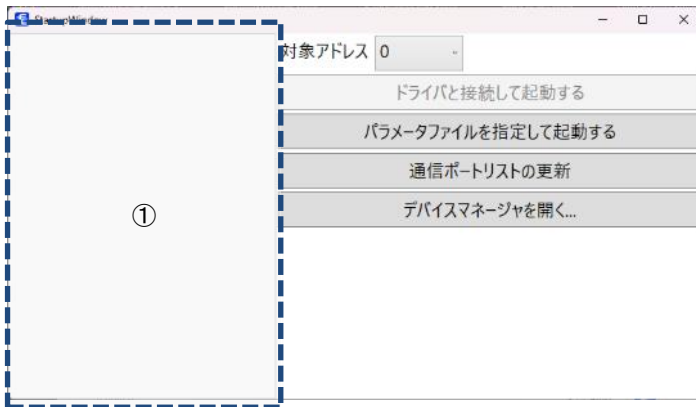 StartupWindow
対象アドレス 0
ドライバと接続して起動する
パラメータファイルを指定して起動する
通信ポートリストの更新
デバイスマネージャを開く...
①